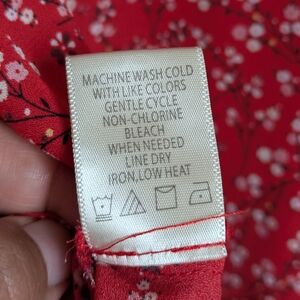 MACHINE WASH COLD
WITH LIKE COLORS
GENTLE CYCLE
NON-CHLORINE
BLEACH
WHEN NEEDED
LINE DRY
IRON,LOW HEAT